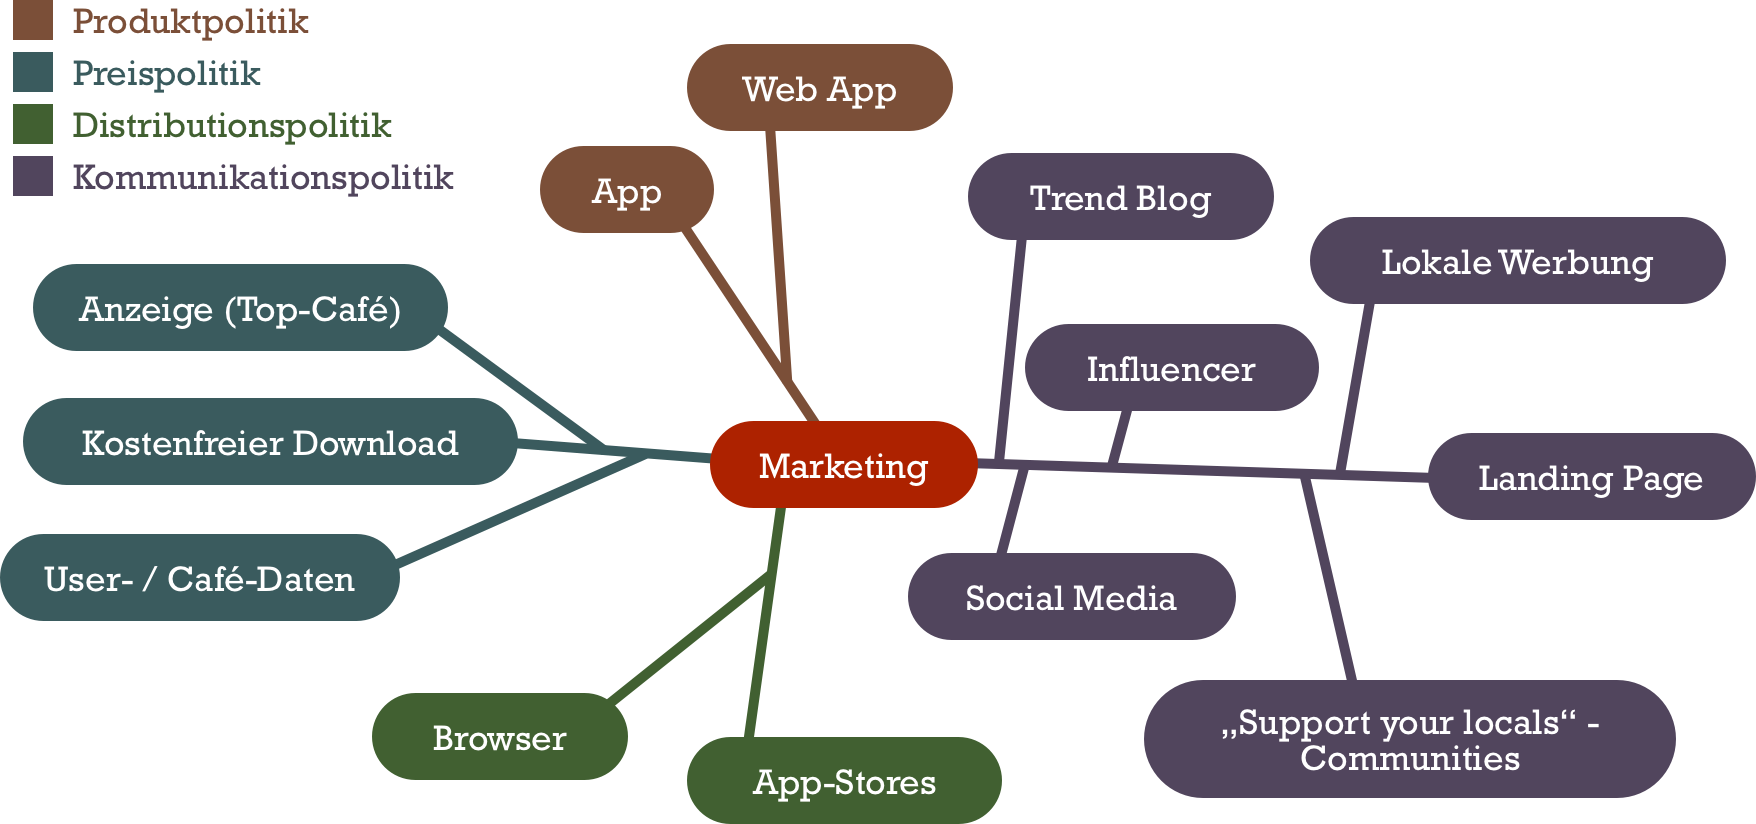 Produktpolitik
Preispolitik
Distributionspolitik
Kommunikationspolitik
Web App
App
Trend Blog
Lokale Werbung
Anzeige (Top-Café)
Influencer
Kostenfreier Download
Marketing
Landing Page
User- / Café-Daten
Social Media
Browser
App-Stores
„Support your locals“ -
Communities